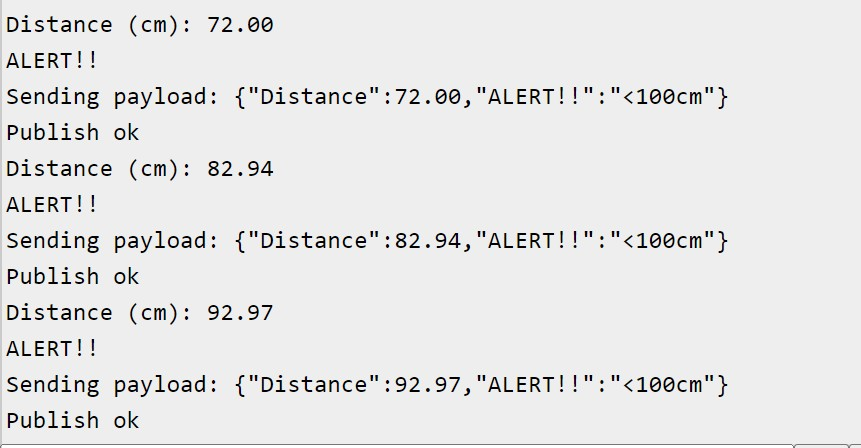 Distance (cm): 72.00
ALERT!!
Sending payload: {"Distance":72.00,"ALERT!!":"<100cm"}
Publish ok
Distance (cm): 82.94
ALERT!!
Sending payload: {"Distance":82.94,"ALERT!!":"<100cm"}
Publish ok
Distance (cm): 92.97
ALERT!!
Sending payload: {"Distance":92.97,"ALERT!!":"<100cm"}
Publish ok